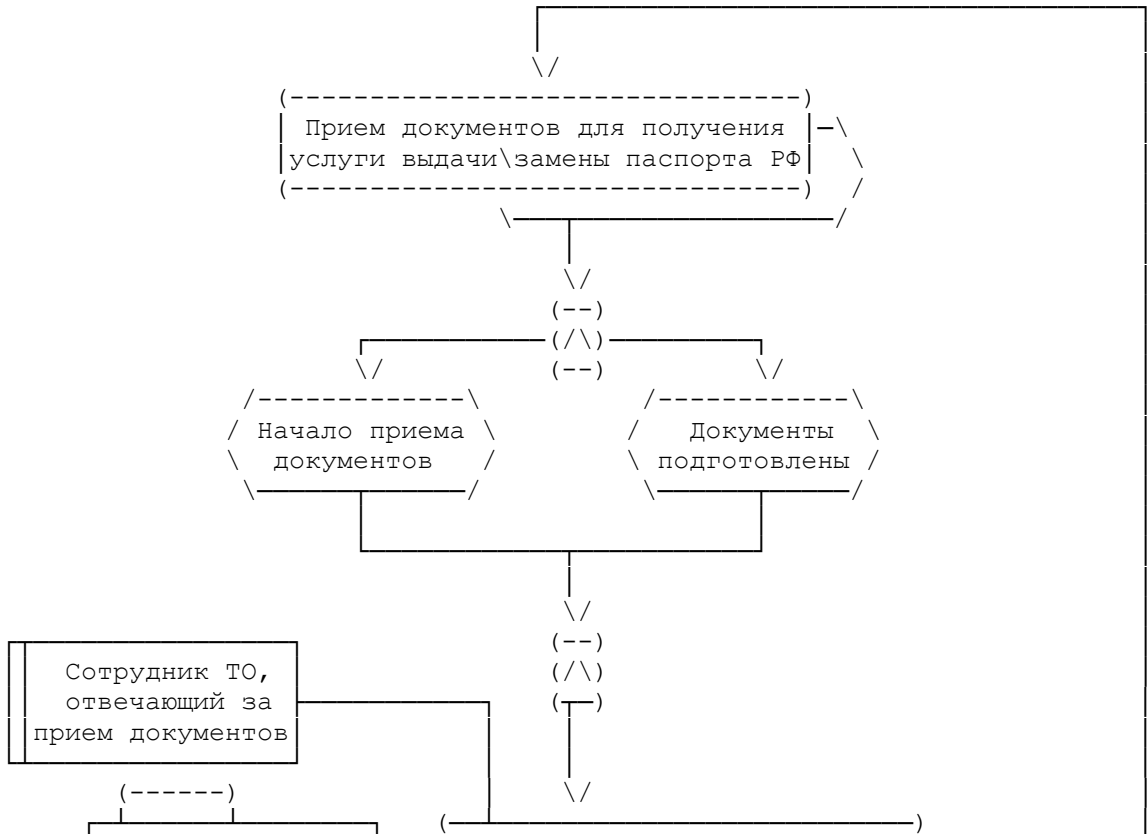 Прием документов для получения
услуги выдачи\замены паспорта РФ
Начало приема
документов
Документы
подготовлены
Сотрудник ТО,
отвечающий за
прием документов